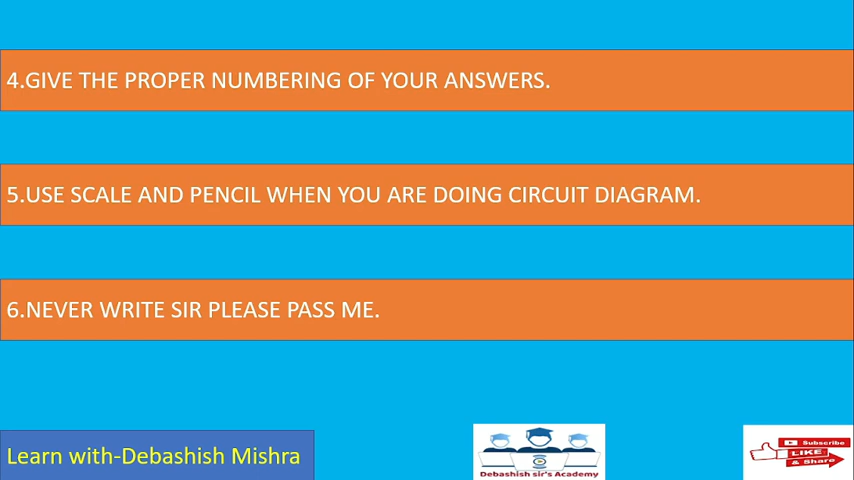 4.GIVE THE PROPER NUMBERING OF YOUR ANSWERS.
5.USE SCALE AND PENCIL WHEN YOU ARE DOING CIRCUIT DIAGRAM.
6.NEVER WRITE SIR PLEASE PASS ME.
Learn with-Debashish Mishra
Debashish sir's Academy
Subscribe
LIKE
& Share